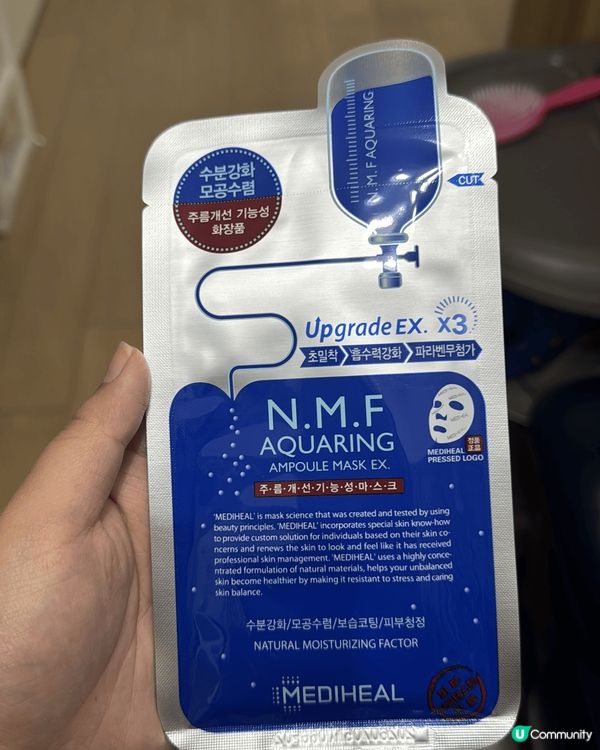 N.M.F AQUARING
수분강화
모공수렴
주름개선 기능성
화장품
CUT
Upgrade EX. X3
초밀착 흡수력강화 파라벤무첨가
N.M.F
AQUARING
AMPOULE MASK EX.
MEDIHEAL
PRESSED LOGO
정품
正品
주·름·개·선·기·능·성·마·스·크
'MEDIHEAL' is mask science that was created and tested by using
beauty principles. 'MEDIHEAL' incorporates special skin know-how
to provide custom solution for individuals based on their skin co-
ncerns and renews the skin to look and feel like it has received
professional skin management. 'MEDIHEAL' uses a highly conce-
ntrated formulation of natural materials, helps your unbalanced
skin become healthier by making it resistant to stress and caring
skin balance.
수분강화/모공수렴/보습코팅/피부청정
NATURAL MOISTURIZING FACTOR
MEDIHEAL
U Community